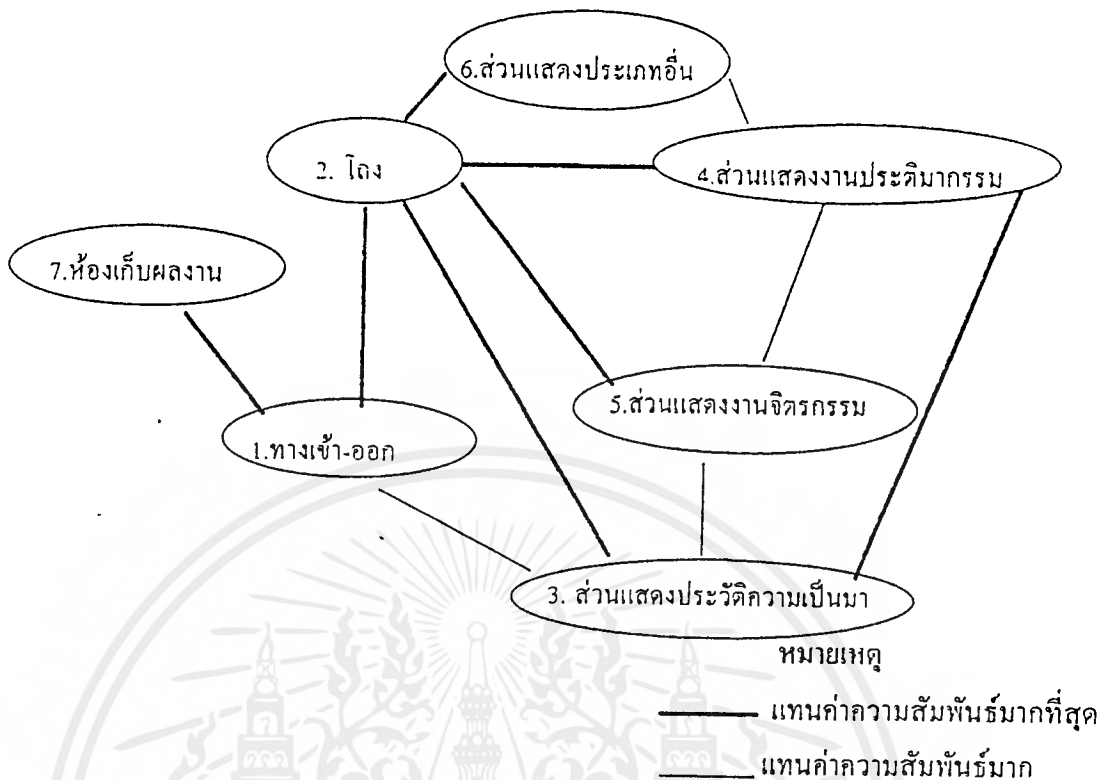 6.ส่วนแสดงประเภทอื่น
2. โถง
4.ส่วนแสดงงานประติมากรรม
7.ห้องเก็บผลงาน
5.ส่วนแสดงงานจิตรกรรม
1.ทางเข้า-ออก
3. ส่วนแสดงประวัติความเป็นมา
หมายเหตุ
แทนค่าความสัมพันธ์มากที่สุด
แทนค่าความสัมพันธ์มาก